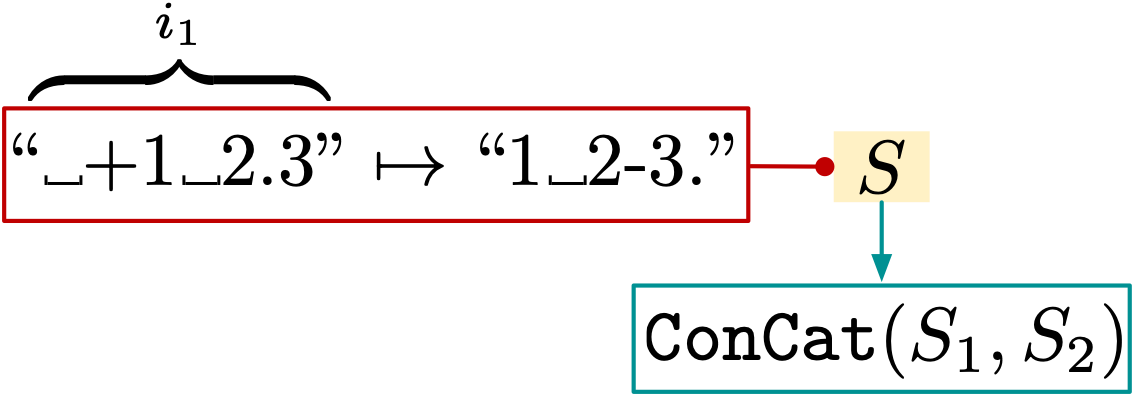 i₁
“␣+1␣2.3” ↦ “1␣2-3.” S
ConCat(S₁, S₂)